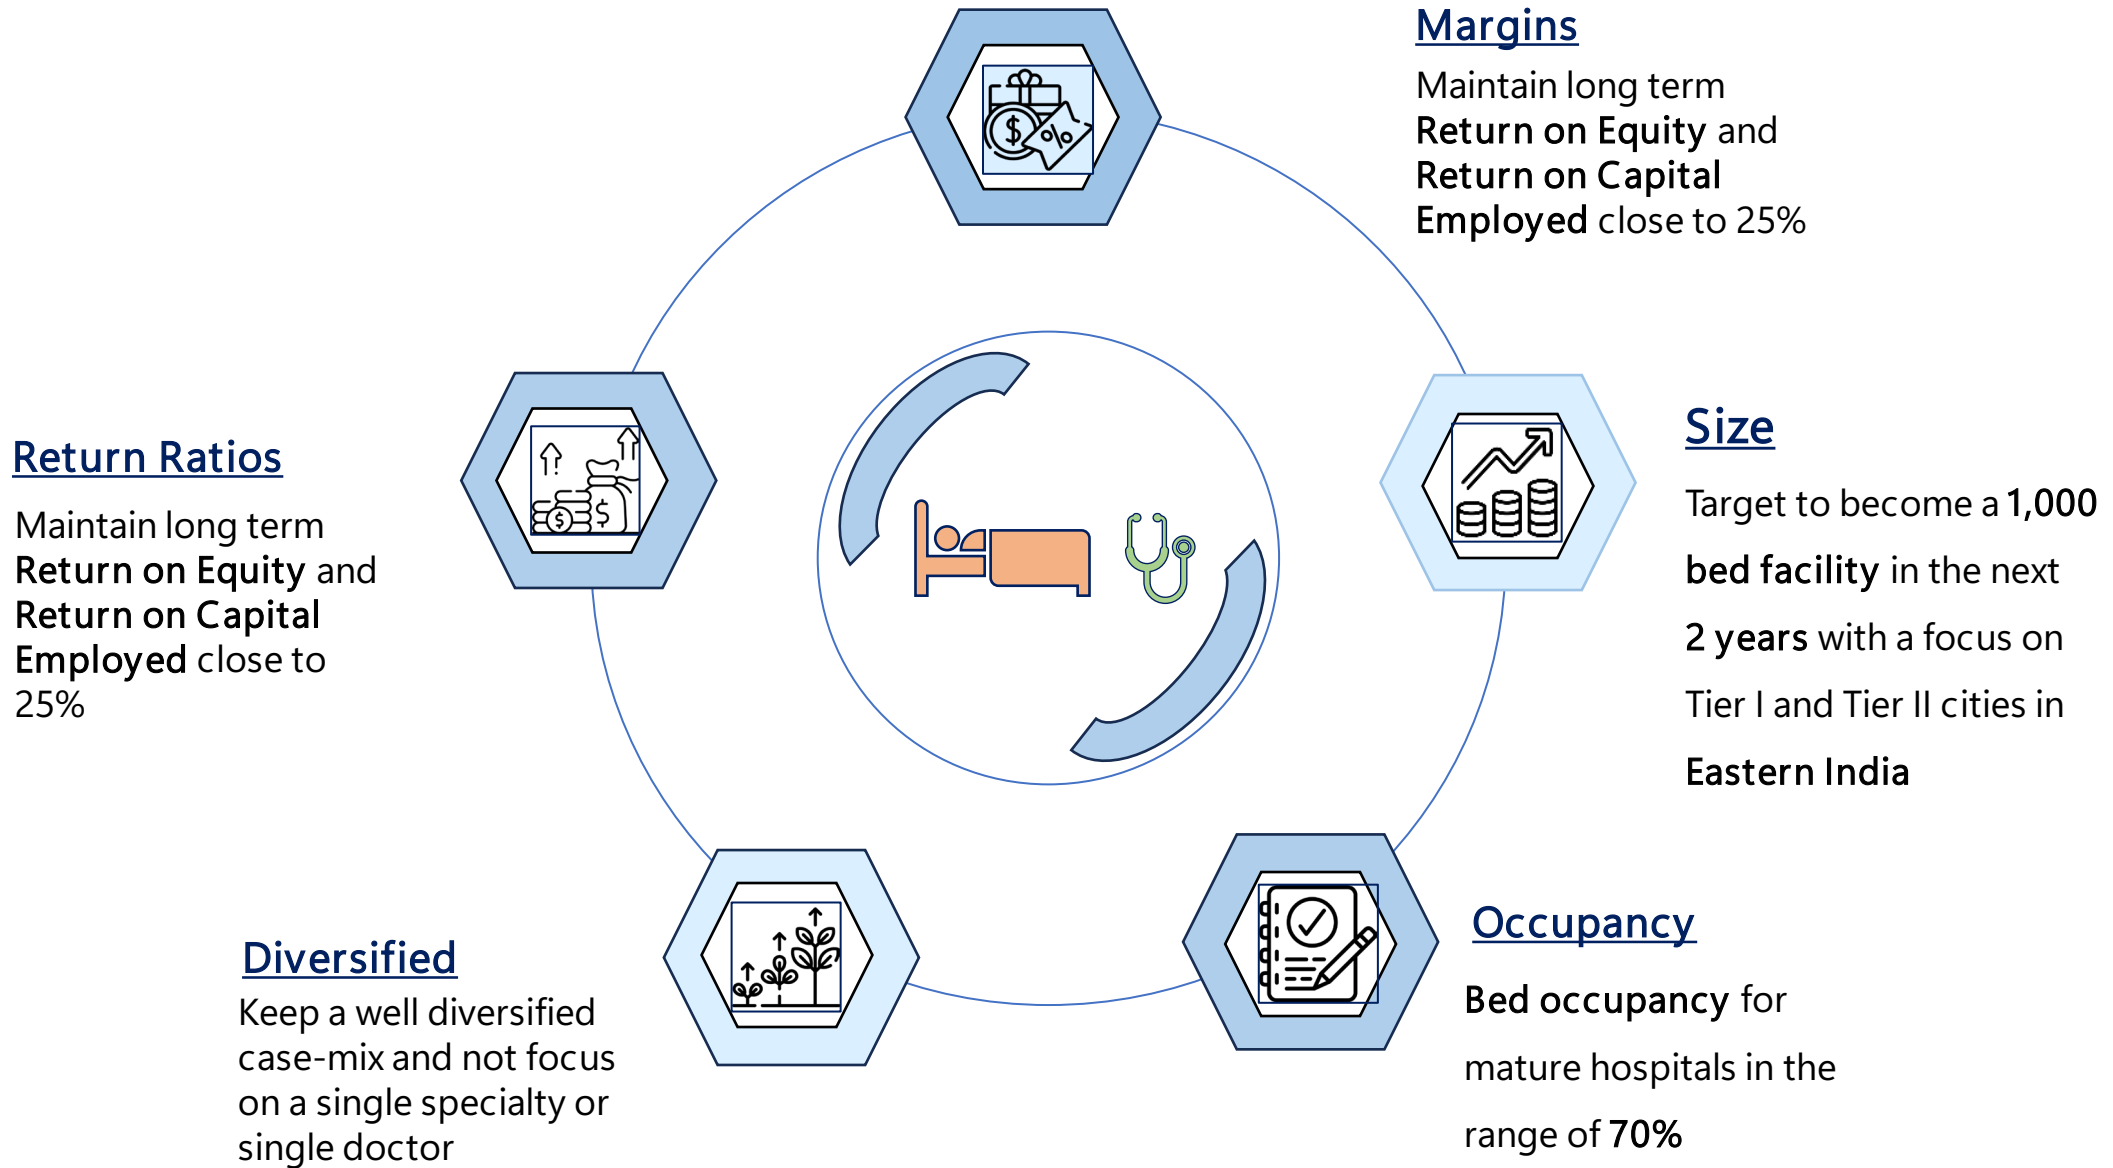 Margins
Maintain long term
Return on Equity and
Return on Capital
Employed close to 25%
Size
Target to become a 1,000
bed facility in the next
2 years with a focus on
Tier I and Tier II cities in
Eastern India
Occupancy
Bed occupancy for
mature hospitals in the
range of 70%
Diversified
Keep a well diversified
case-mix and not focus
on a single specialty or
single doctor
Return Ratios
Maintain long term
Return on Equity and
Return on Capital
Employed close to
25%